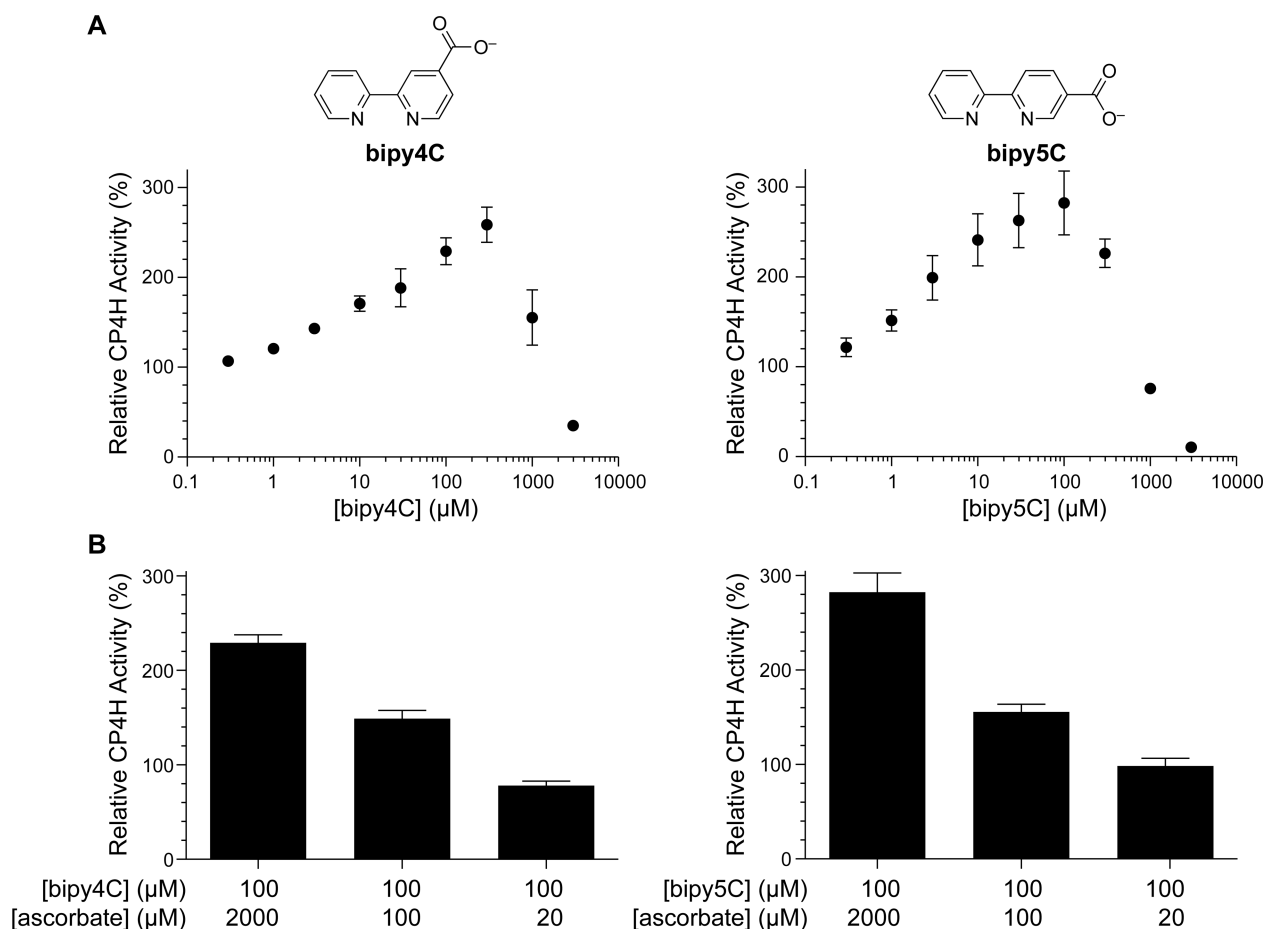 A
O
O–
N N
bipy4C
O
O–
N N
bipy5C
Relative CP4H Activity (%)
300
200
100
0
0.1 1 10 100 1000 10000
[bipy4C] (µM)
Relative CP4H Activity (%)
300
200
100
0
0.1 1 10 100 1000 10000
[bipy5C] (µM)
B
Relative CP4H Activity (%)
300
200
100
0
[bipy4C] (µM) 100 100 100
[ascorbate] (µM) 2000 100 20
Relative CP4H Activity (%)
300
200
100
0
[bipy5C] (µM) 100 100 100
[ascorbate] (µM) 2000 100 20